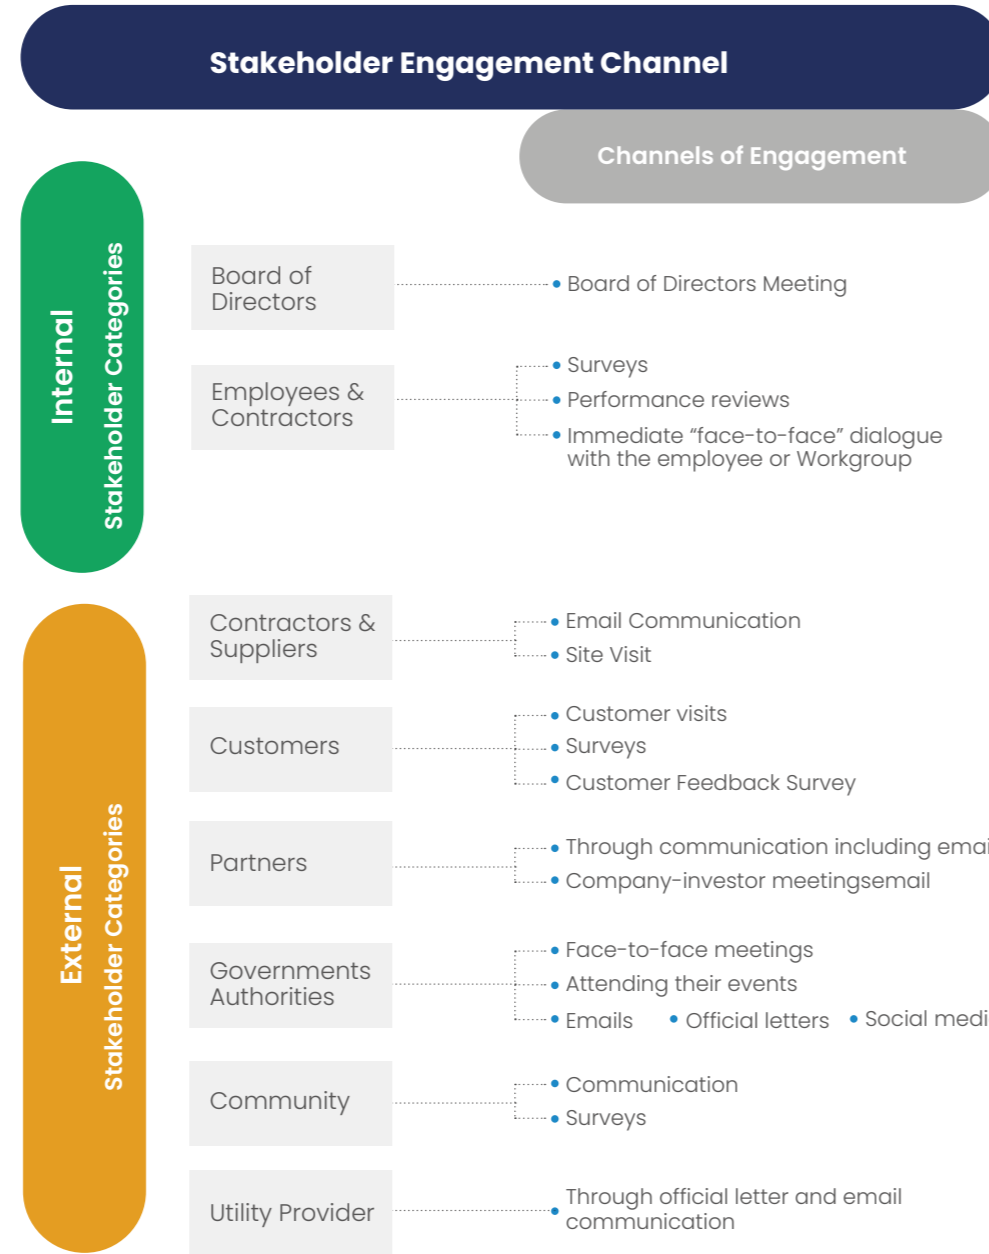 Stakeholder Engagement Channel
Channels of Engagement
Internal
Stakeholder Categories
Board of
Directors
• Board of Directors Meeting
Employees &
Contractors
• Surveys
• Performance reviews
• Immediate “face-to-face” dialogue
with the employee or Workgroup
External
Stakeholder Categories
Contractors &
Suppliers
• Email Communication
• Site Visit
Customers
• Customer visits
• Surveys
• Customer Feedback Survey
Partners
• Through communication including emai
• Company-investor meetingsemail
Governments
Authorities
• Face-to-face meetings
• Attending their events
• Emails • Official letters • Social medi
Community
• Communication
• Surveys
Utility Provider
• Through official letter and email
communication